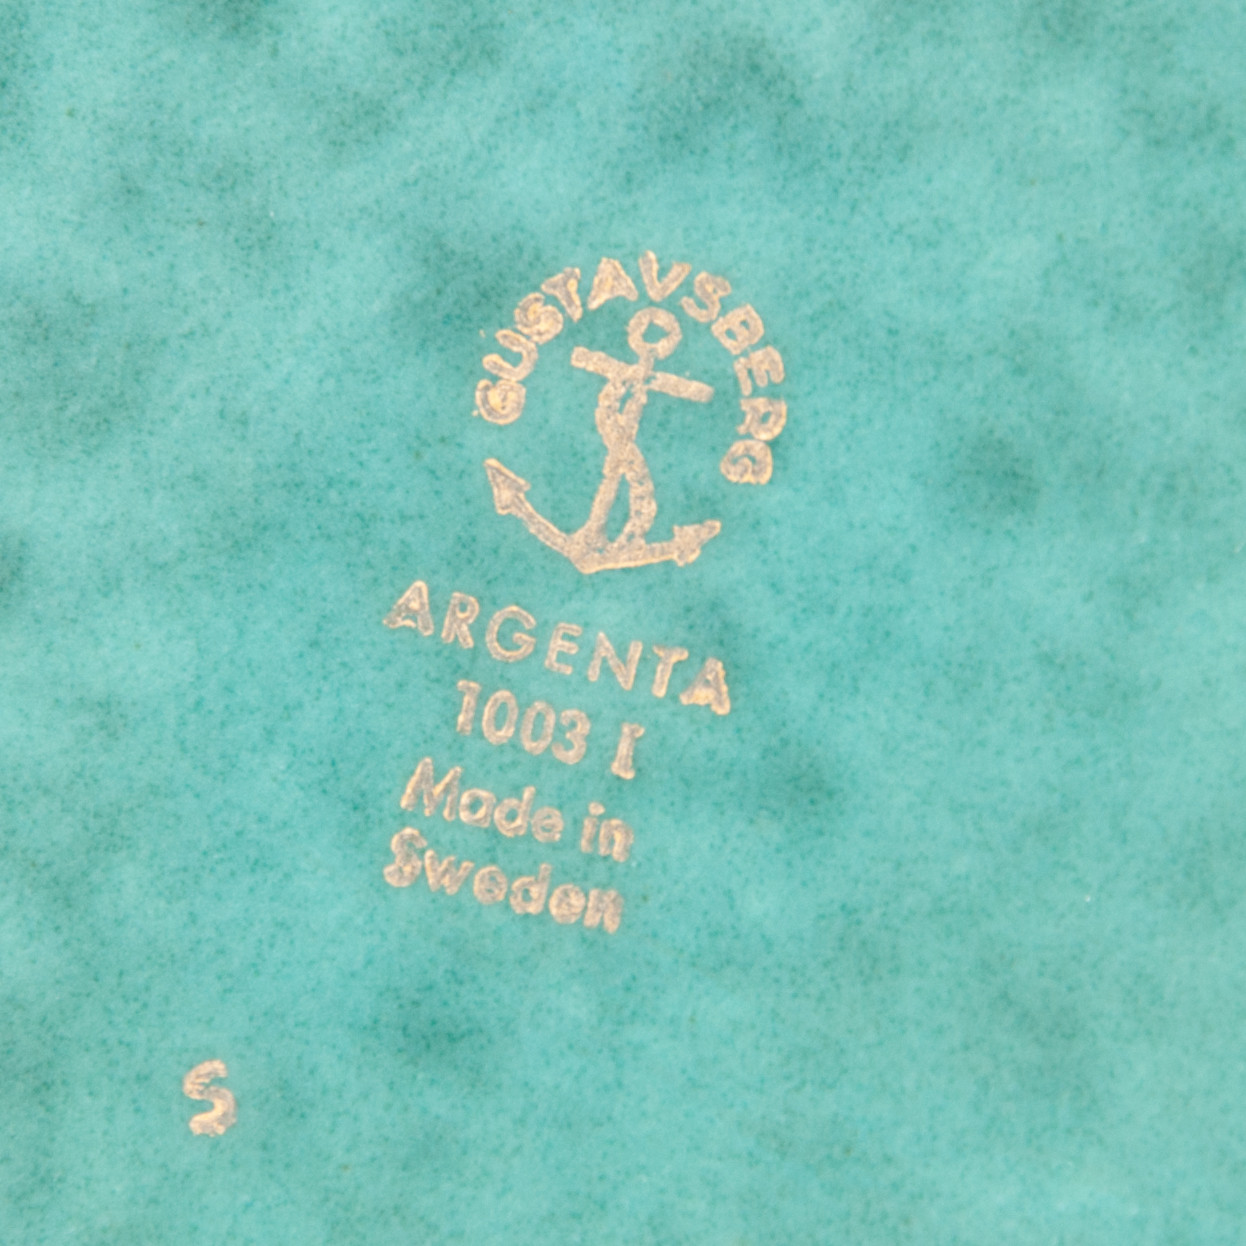 GUSTAVSBERG
ARGENTA
1003 I
Made in
Sweden
S